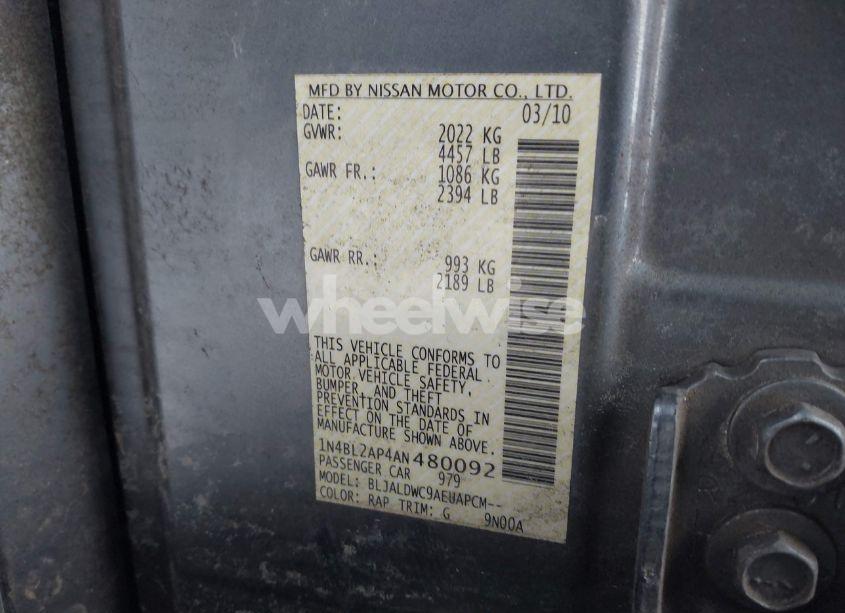 MFD BY NISSAN MOTOR CO., LTD.
DATE: 03/10
GVWR: 2022 KG
4457 LB
GAWR FR.: 1086 KG
2394 LB
GAWR RR.: 993 KG
2189 LB
wheelwise
THIS VEHICLE CONFORMS TO
ALL APPLICABLE FEDERAL
MOTOR VEHICLE SAFETY,
BUMPER, AND THEFT
PREVENTION STANDARDS IN
EFFECT ON THE DATE OF
MANUFACTURE SHOWN ABOVE.
1N4BL2AP4AN480092
PASSENGER CAR 979
MODEL: BLJALDWC9AEUAPCM--
COLOR: RAP TRIM: G 9N00A